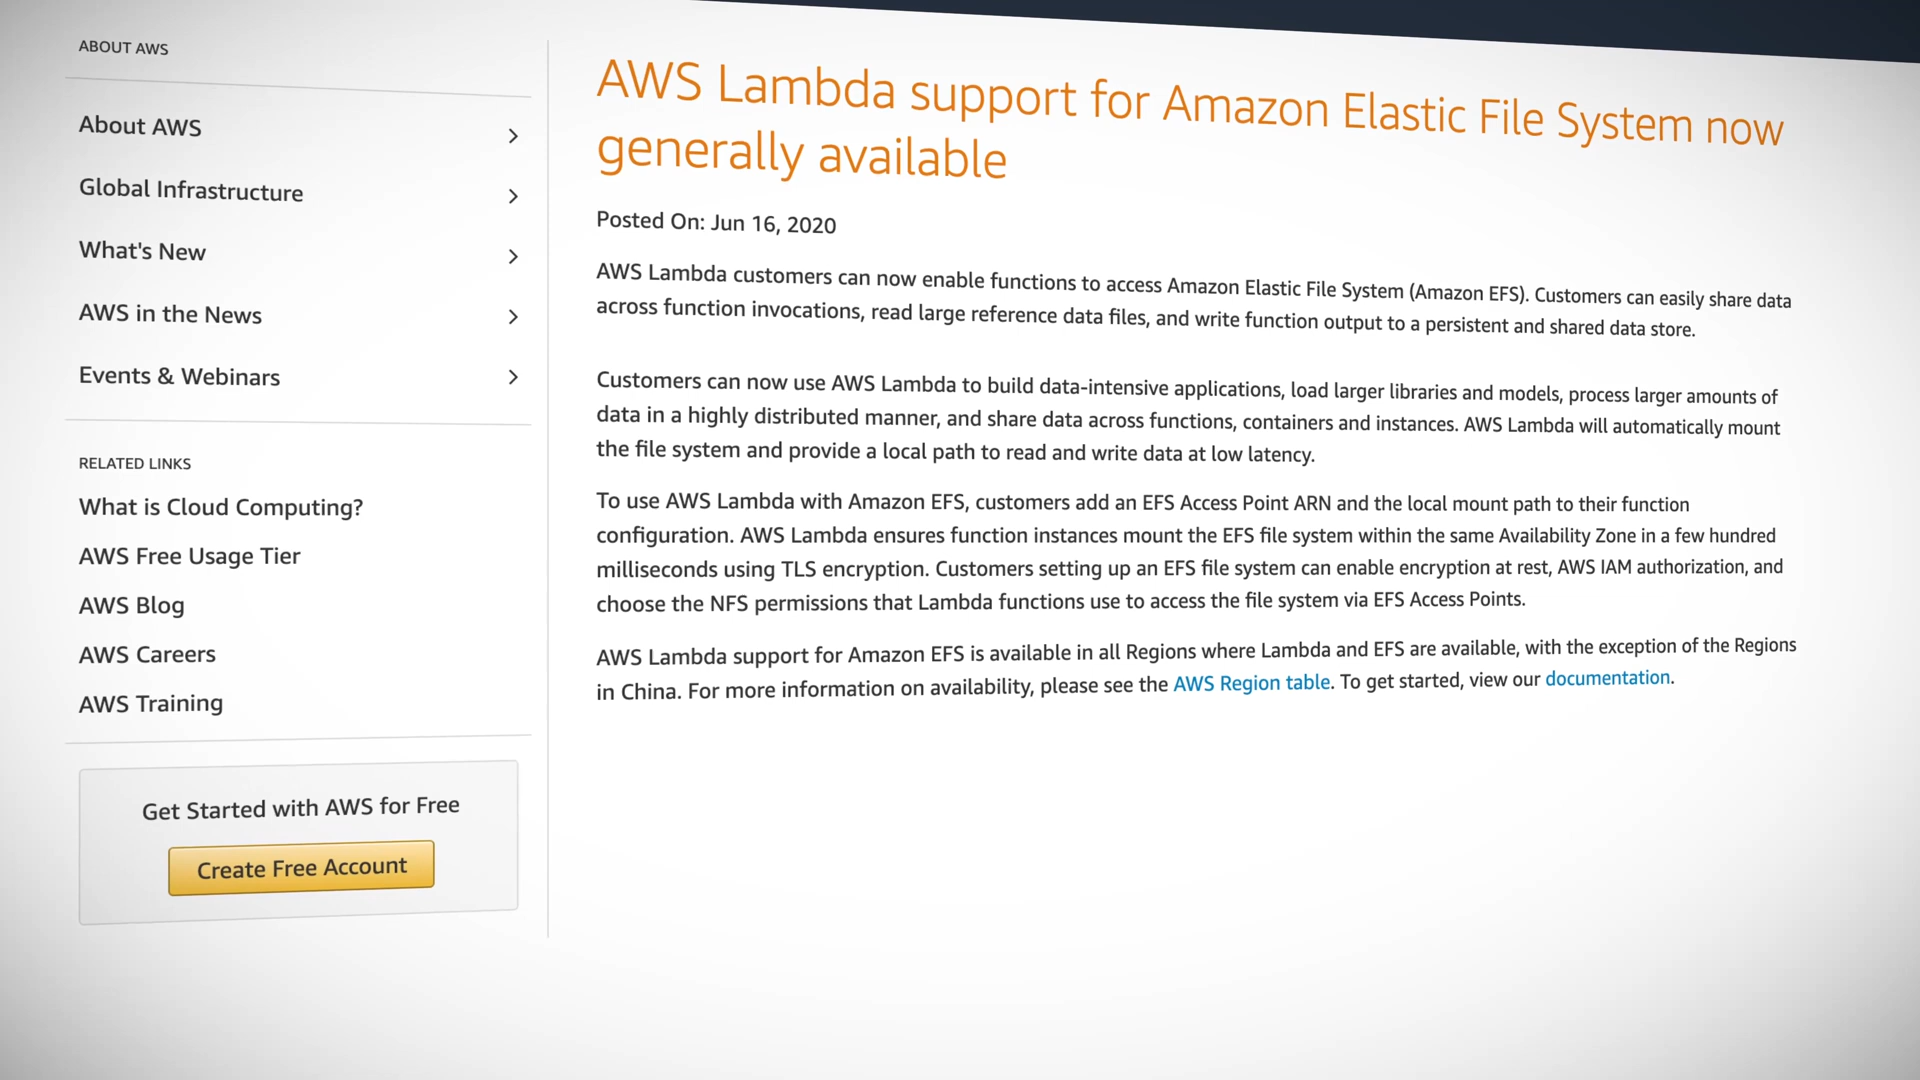 ABOUT AWS
About AWS
Global Infrastructure
What's New
AWS in the News
Events & Webinars
RELATED LINKS
What is Cloud Computing?
AWS Free Usage Tier
AWS Blog
AWS Careers
AWS Training
Get Started with AWS for Free
Create Free Account
AWS Lambda support for Amazon Elastic File System now
generally available
Posted On: Jun 16, 2020
AWS Lambda customers can now enable functions to access Amazon Elastic File System (Amazon EFS). Customers can easily share data
across function invocations, read large reference data files, and write function output to a persistent and shared data store.
Customers can now use AWS Lambda to build data-intensive applications, load larger libraries and models, process larger amounts of
data in a highly distributed manner, and share data across functions, containers and instances. AWS Lambda will automatically mount
the file system and provide a local path to read and write data at low latency.
To use AWS Lambda with Amazon EFS, customers add an EFS Access Point ARN and the local mount path to their function
configuration. AWS Lambda ensures function instances mount the EFS file system within the same Availability Zone in a few hundred
milliseconds using TLS encryption. Customers setting up an EFS file system can enable encryption at rest, AWS IAM authorization, and
choose the NFS permissions that Lambda functions use to access the file system via EFS Access Points.
AWS Lambda support for Amazon EFS is available in all Regions where Lambda and EFS are available, with the exception of the Regions
in China. For more information on availability, please see the AWS Region table. To get started, view our documentation.